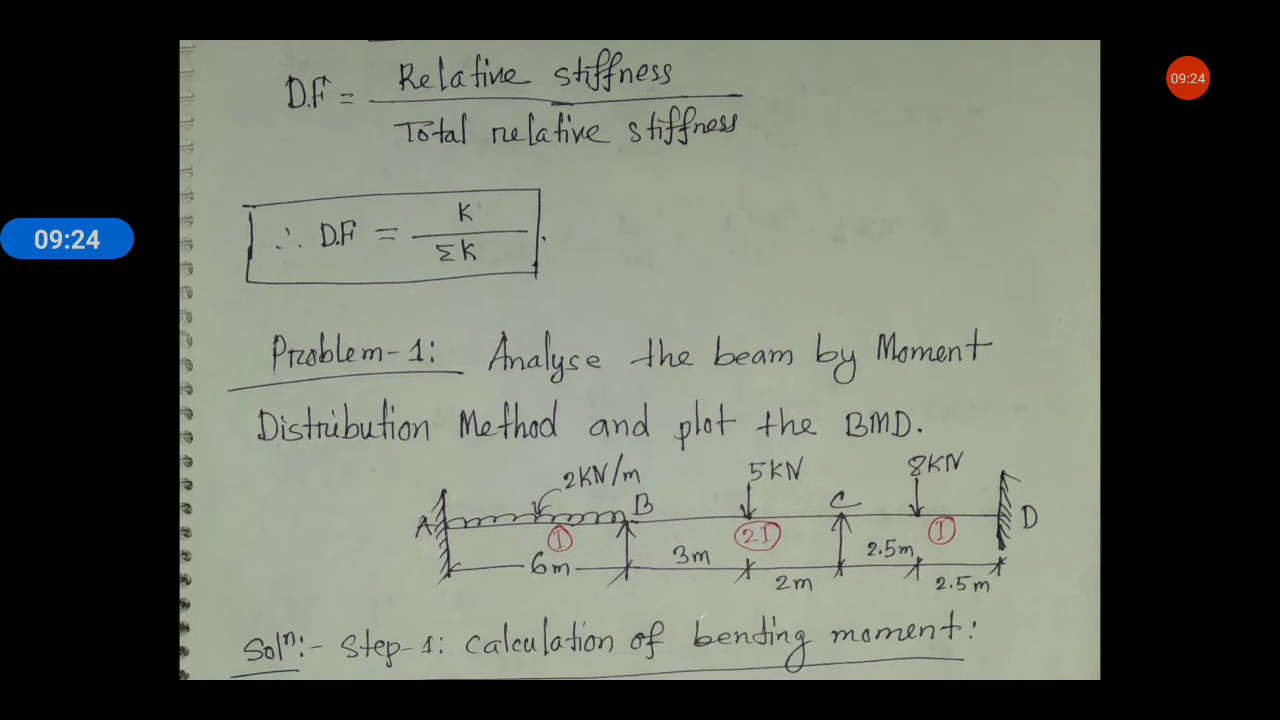 D.F = Relative stiffness
Total relative stiffness
∴ D.F = K
ΣK
Problem-1: Analyse the beam by Moment
Distribution Method and plot the BMD.
2KN/m 5KN 8KN
A B C D
I 2I I
6m 3m 2m 2.5m 2.5m
Solⁿ:- Step-1: Calculation of bending moment:
09:24
09:24